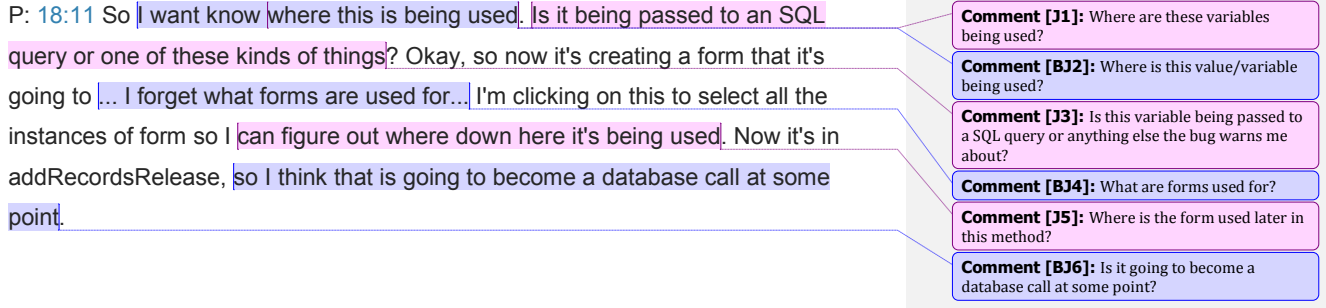 P: 18:11 So I want know where this is being used. Is it being passed to an SQL
query or one of these kinds of things? Okay, so now it's creating a form that it's
going to ... I forget what forms are used for... I'm clicking on this to select all the
instances of form so I can figure out where down here it's being used. Now it's in
addRecordsRelease, so I think that is going to become a database call at some
point.
Comment [J1]: Where are these variables
being used?
Comment [BJ2]: Where is this value/variable
being used?
Comment [J3]: Is this variable being passed to
a SQL query or anything else the bug warns me
about?
Comment [BJ4]: What are forms used for?
Comment [J5]: Where is the form used later in
this method?
Comment [BJ6]: Is it going to become a
database call at some point?